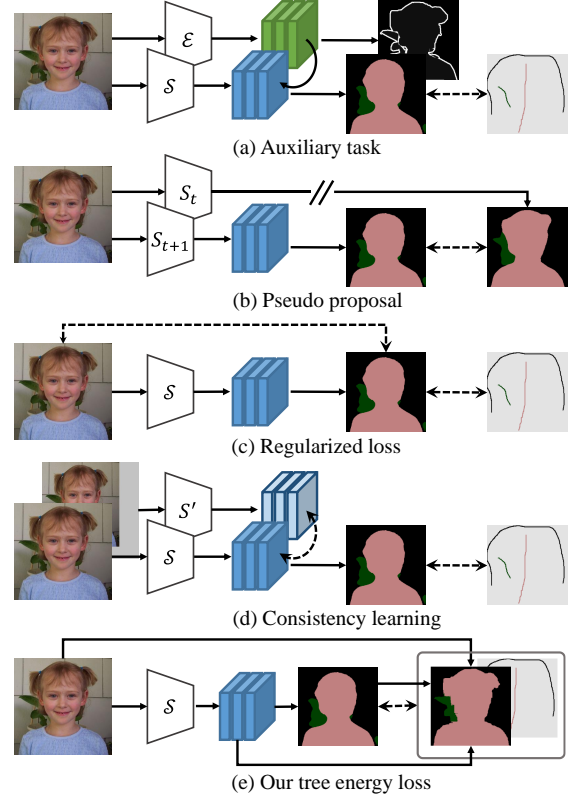 ℰ
𝒮
(a) Auxiliary task
S_t
S_{t+1}
(b) Pseudo proposal
𝒮
(c) Regularized loss
S′
𝒮
(d) Consistency learning
𝒮
(e) Our tree energy loss